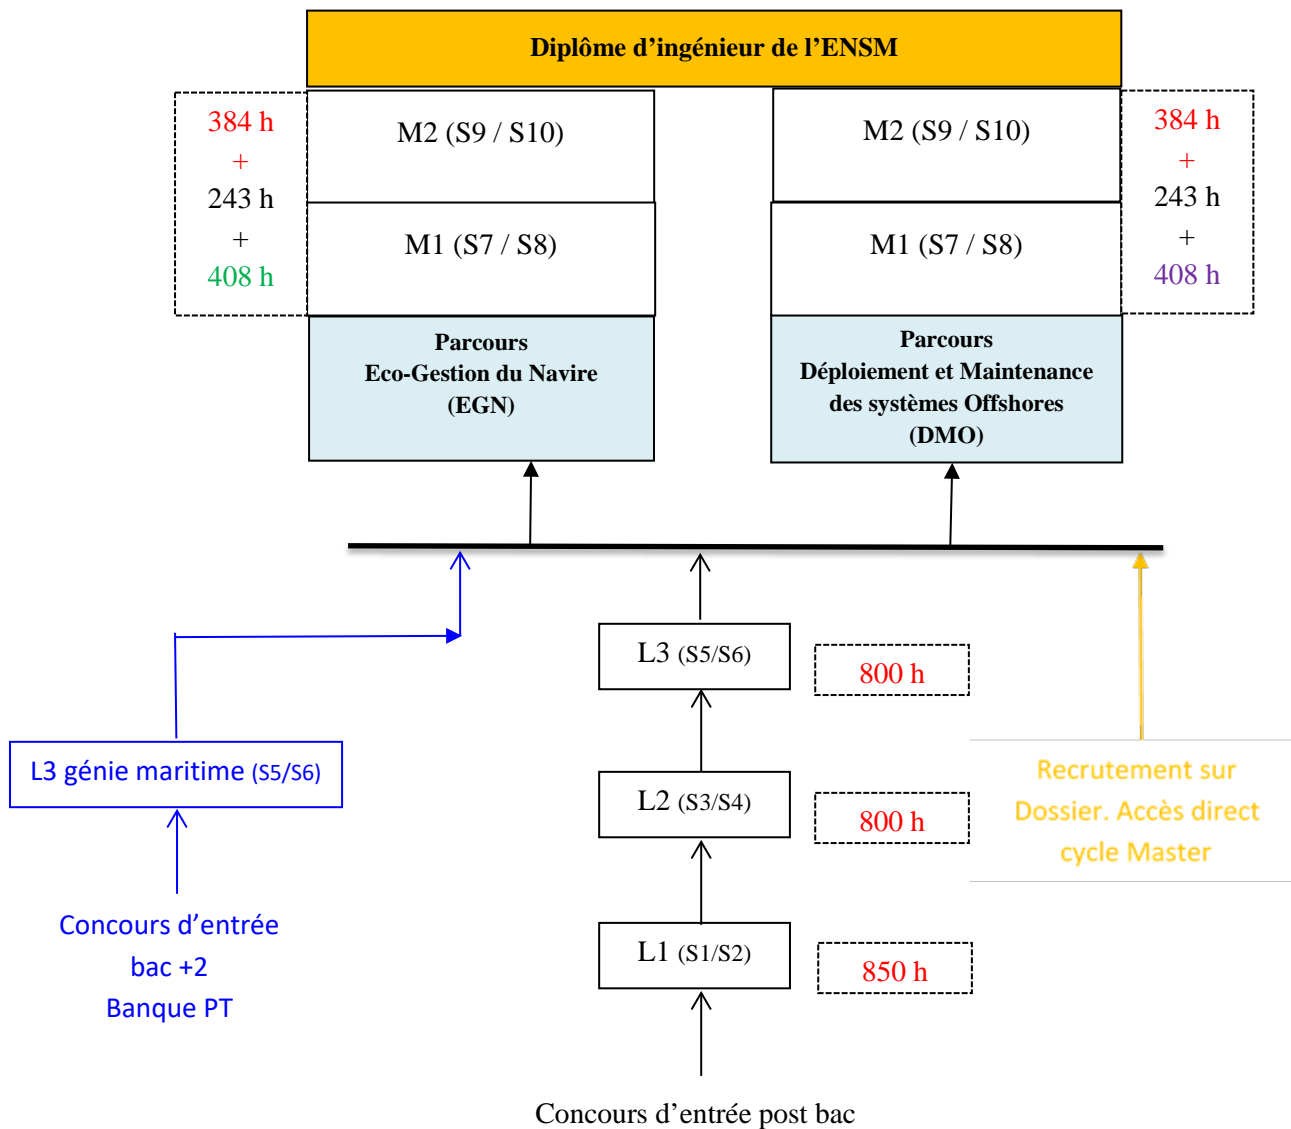 Diplôme d’ingénieur de l’ENSM
384 h
+
243 h
+
408 h
M2 (S9 / S10)
M1 (S7 / S8)
Parcours
Eco-Gestion du Navire
(EGN)
M2 (S9 / S10)
M1 (S7 / S8)
Parcours
Déploiement et Maintenance
des systèmes Offshores
(DMO)
384 h
+
243 h
+
408 h
L3 (S5/S6)
800 h
L3 génie maritime (S5/S6)
L2 (S3/S4)
800 h
Recrutement sur
Dossier. Accès direct
cycle Master
Concours d’entrée
bac +2
Banque PT
L1 (S1/S2)
850 h
Concours d’entrée post bac